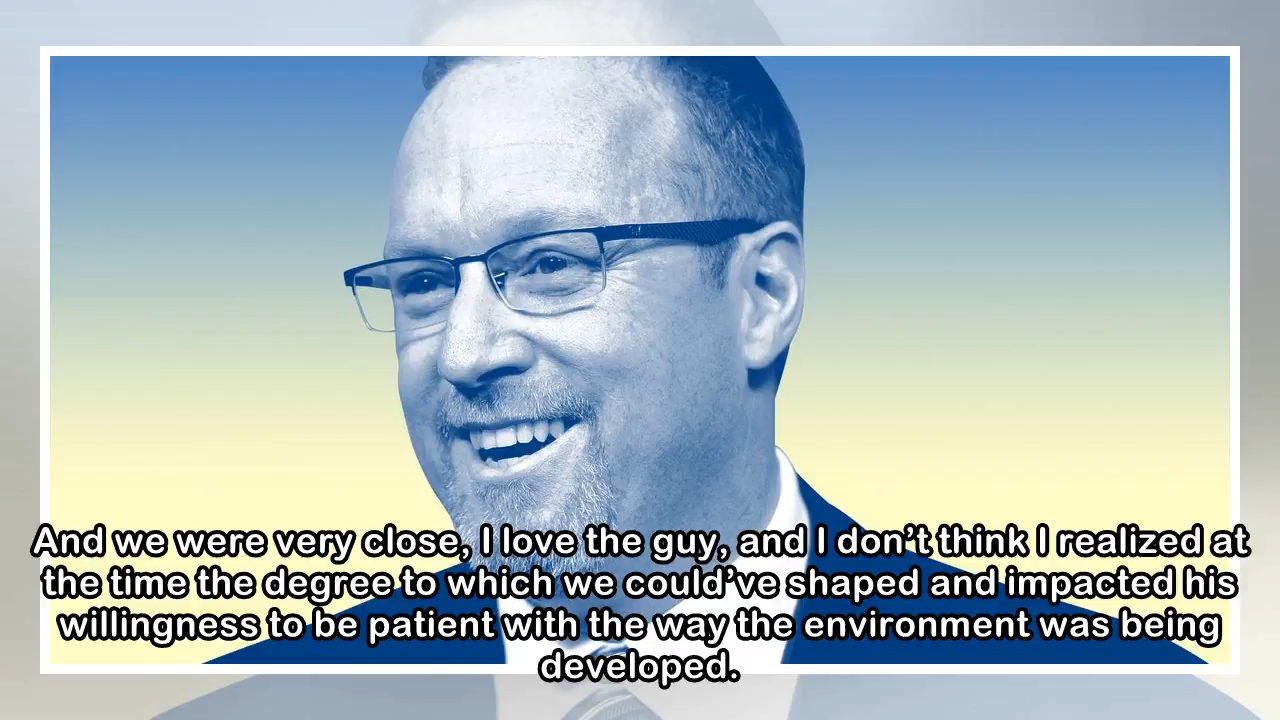 And we were very close, I love the guy, and I don’t think I realized at
the time the degree to which we could’ve shaped and impacted his
willingness to be patient with the way the environment was being
developed.